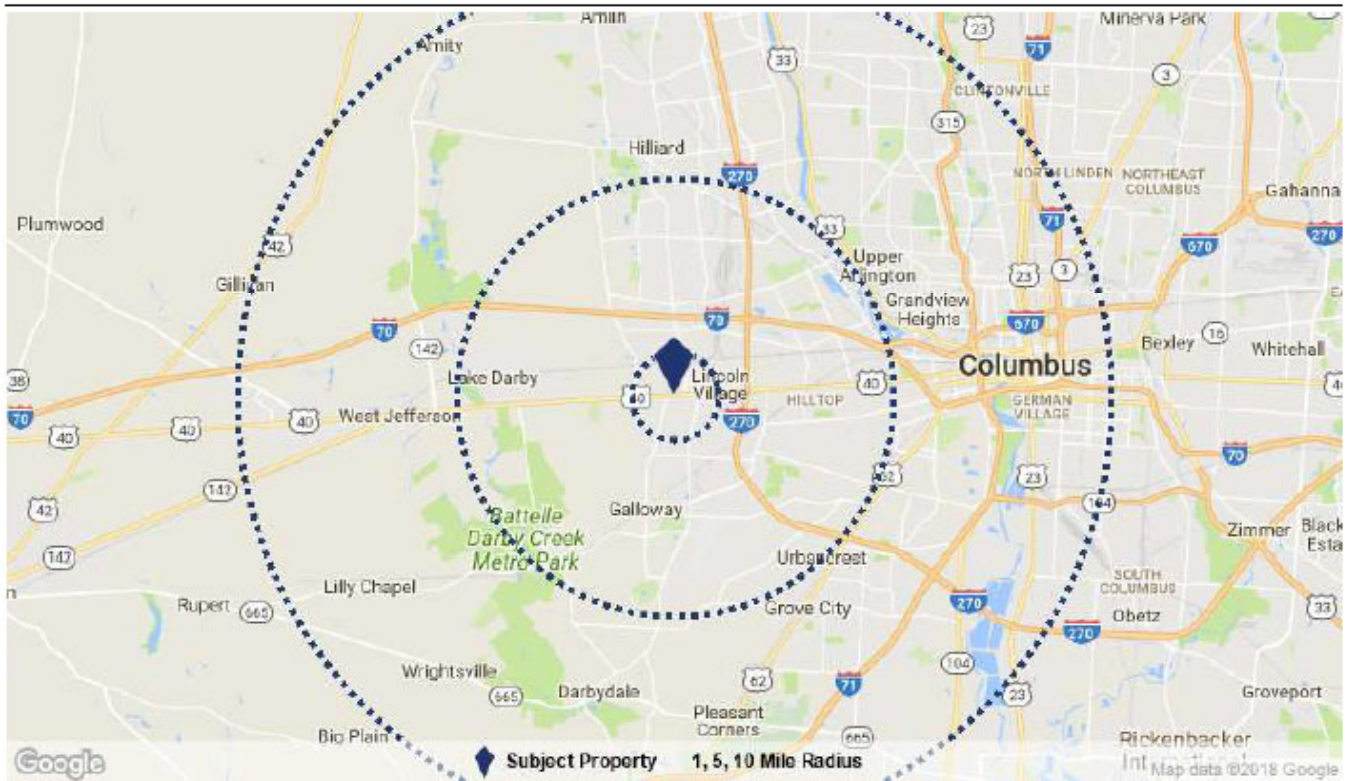 Amlin
Minerva Park
23
Amity
71
33
3
CLINTONVILLE
315
Hilliard
270
NORTH LINDEN
NORTHEAST
COLUMBUS
Gahanna
Plumwood
33
71
42
670
270
Upper
Arlington
3
23
Gillivan
Grandview
Heights
70
670
70
16
142
Bexley
Whitehall
38
Lake Darby
Lincoln
Village
40
Columbus
40
HILLTOP
GERMAN
VILLAGE
70
40
40
40
West Jefferson
270
70
62
23
142
104
42
Galloway
Battelle
Darby Creek
Metro Park
Zimmer
Black
Esta
142
Urbancrest
SOUTH
COLUMBUS
Lilly Chapel
Rupert
665
Grove City
270
270
Obetz
33
Wrightsville
104
62
71
23
665
Darbydale
Groveport
Pleasant
Corners
Big Plain
665
Rickenbacker
Subject Property
1, 5, 10 Mile Radius
Google
Map data ©2018 Google